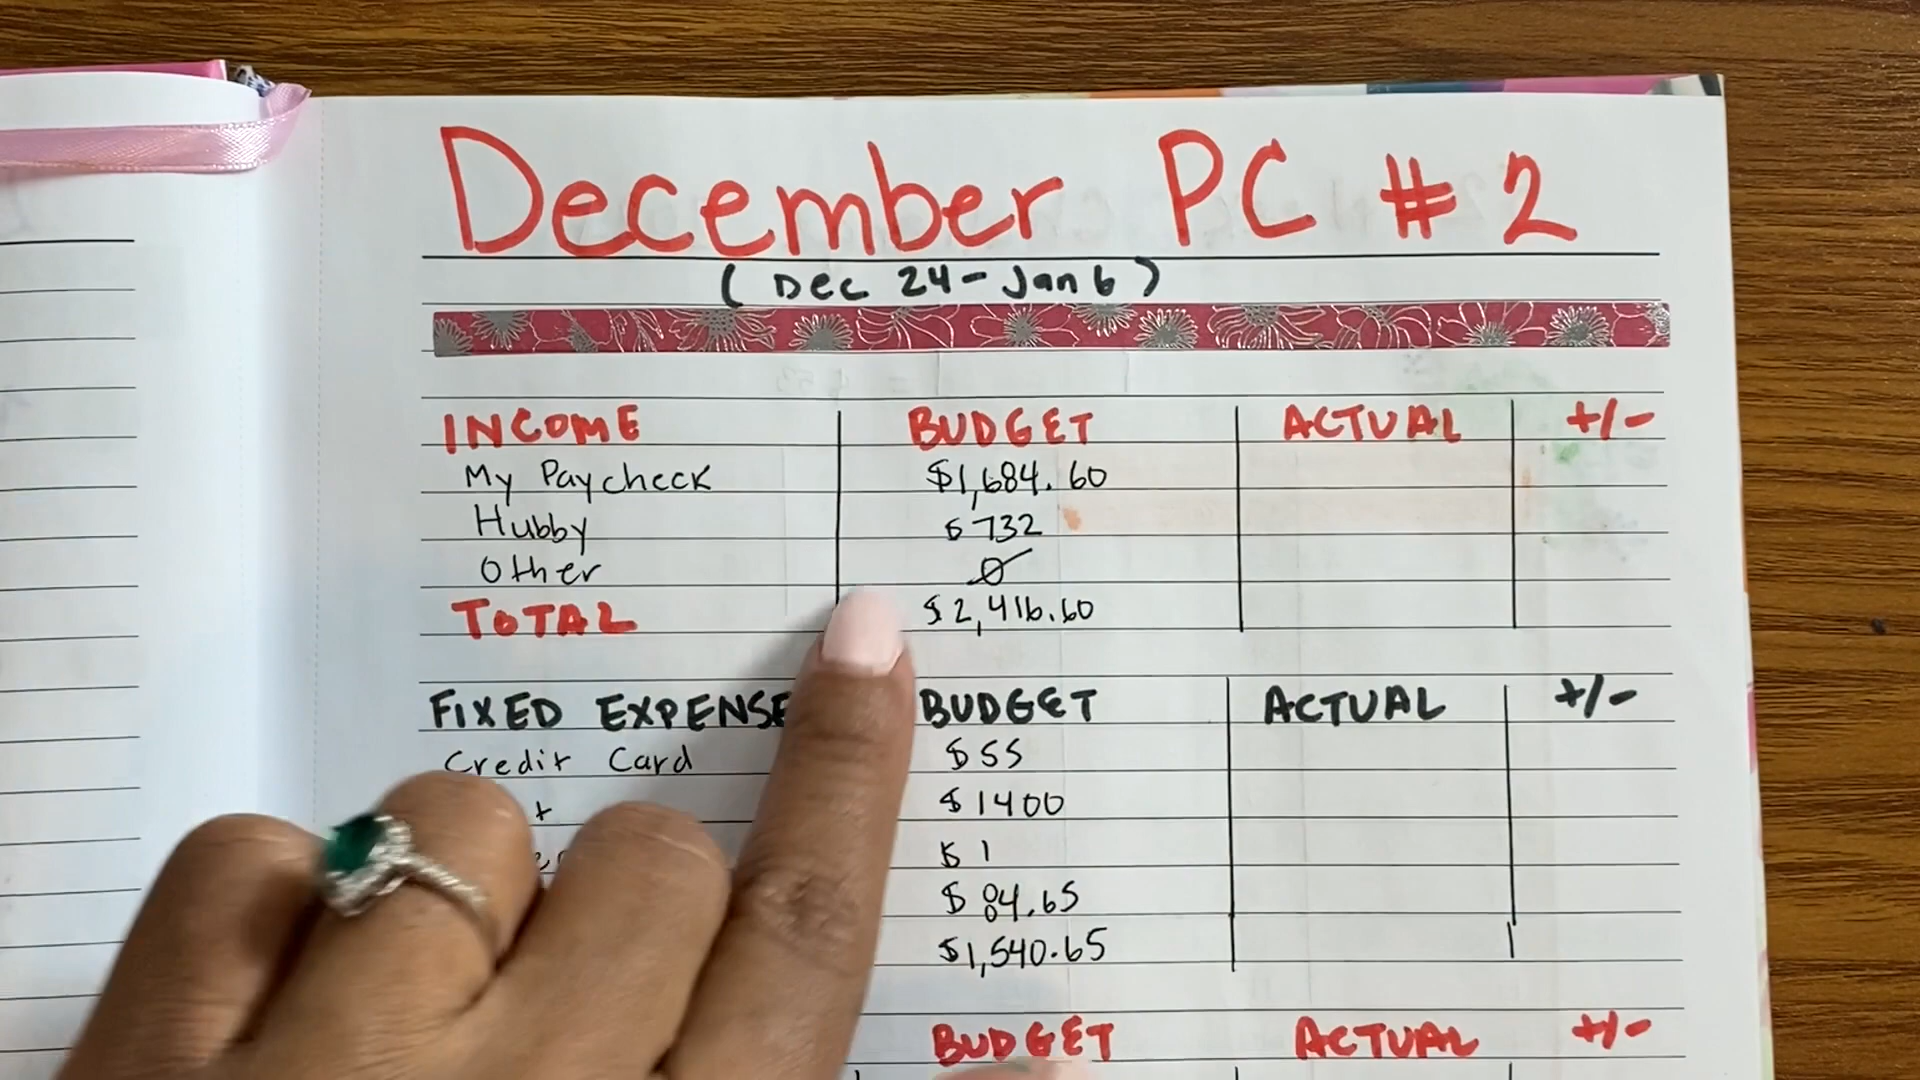 December PC # 2
(Dec 24 - Jan 6)
INCOME BUDGET ACTUAL +/-
My Paycheck $1,684.60
Hubby $732
Other 0
TOTAL $2,416.60
FIXED EXPENSE BUDGET ACTUAL +/-
Credit Card $55
$1400
$1
$84.65
$1,540.65
BUDGET ACTUAL +/-